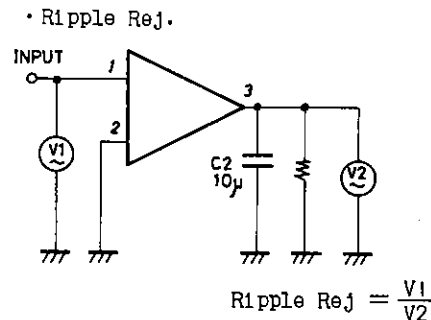 · Ripple Rej.
INPUT
1
3
2
V1
~
C2
10μ
V2
~
Ripple Rej = V1
V2